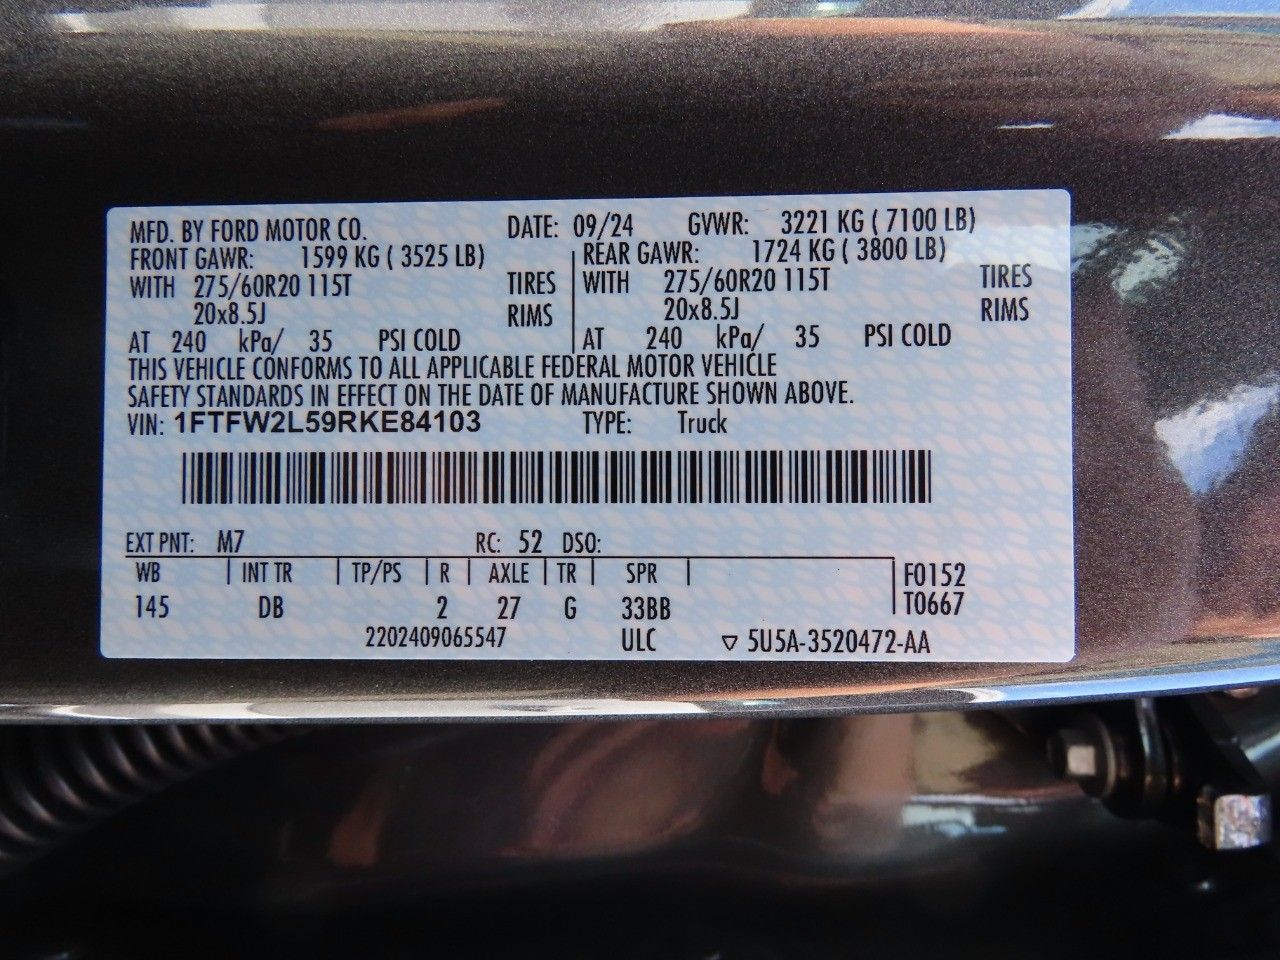 MFD. BY FORD MOTOR CO. DATE: 09/24 GVWR: 3221 KG ( 7100 LB)
FRONT GAWR: 1599 KG ( 3525 LB) REAR GAWR: 1724 KG ( 3800 LB)
WITH 275/60R20 115T TIRES WITH 275/60R20 115T TIRES
20x8.5J RIMS 20x8.5J RIMS
AT 240 kPa/ 35 PSI COLD AT 240 kPa/ 35 PSI COLD
THIS VEHICLE CONFORMS TO ALL APPLICABLE FEDERAL MOTOR VEHICLE
SAFETY STANDARDS IN EFFECT ON THE DATE OF MANUFACTURE SHOWN ABOVE.
VIN: 1FTFW2L59RKE84103 TYPE: Truck
EXT PNT: M7 RC: 52 DSO:
WB INT TR TP/PS R AXLE TR SPR F0152
145 DB 2 27 G 33BB T0667
2202409065547 ULC ▽ 5U5A-3520472-AA